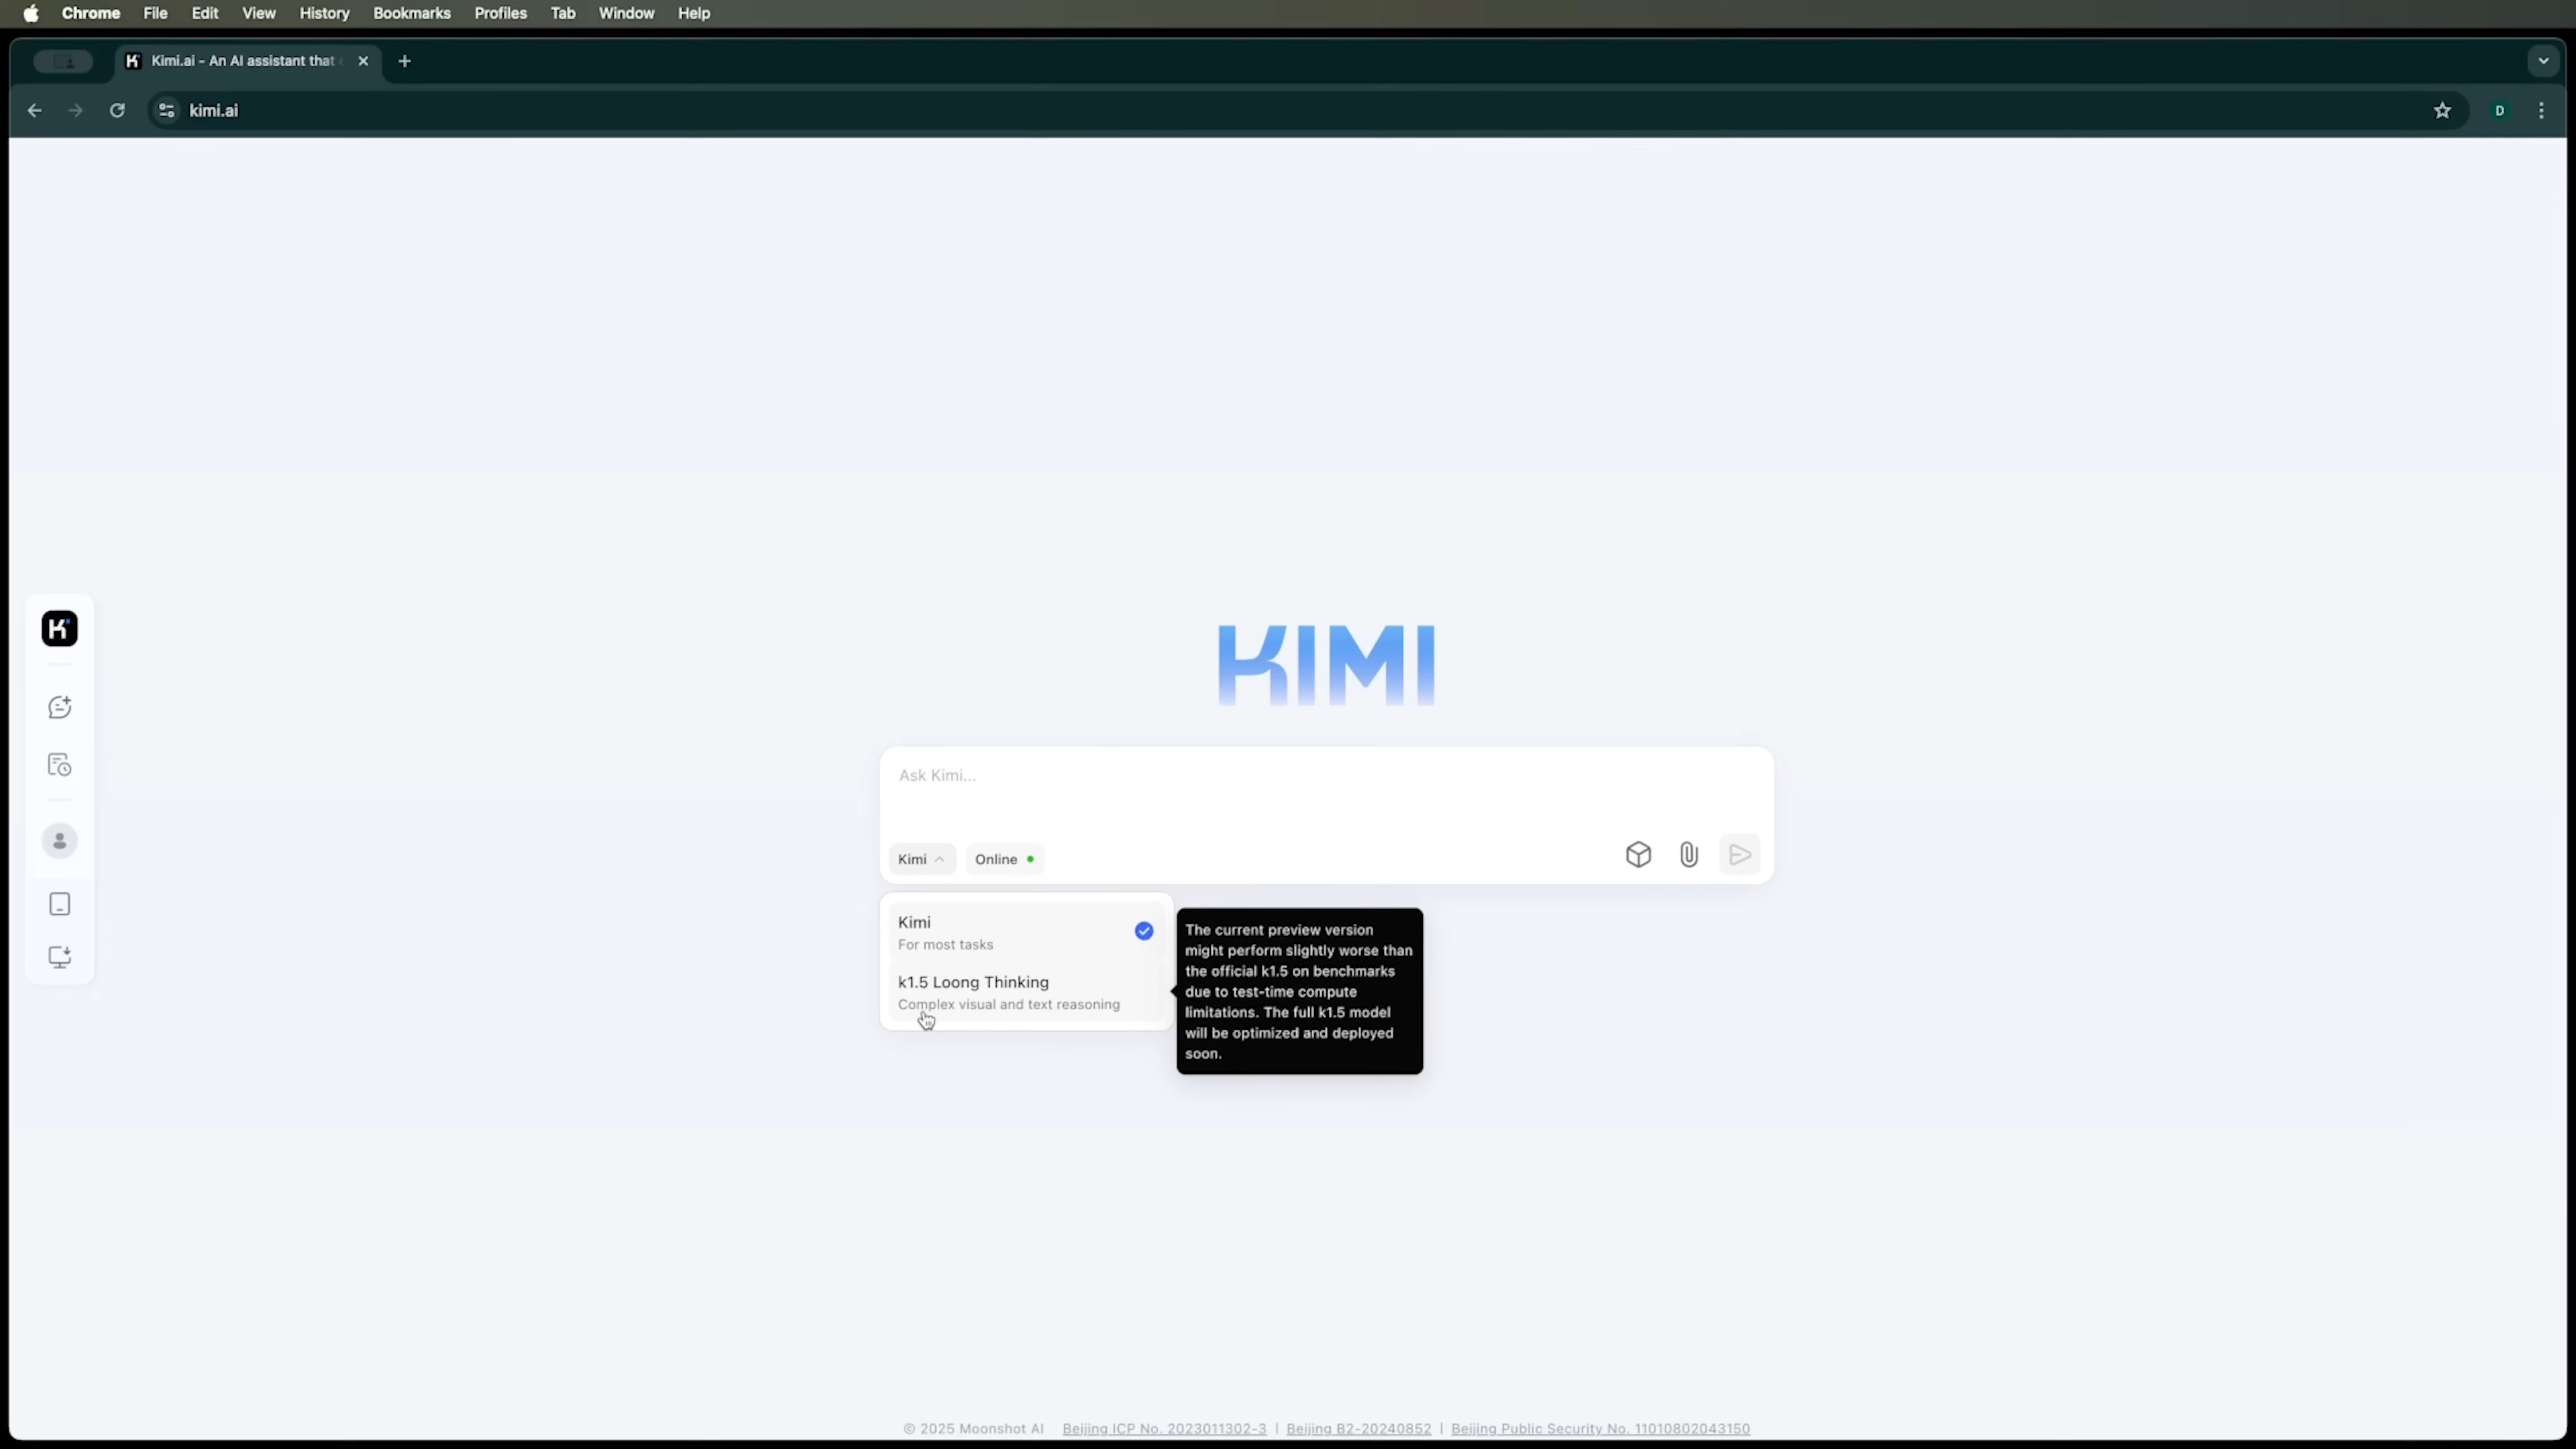 Chrome File Edit View History Bookmarks Profiles Tab Window Help
Kimi.ai - An AI assistant that
kimi.ai
D
KIMI
Ask Kimi...
Kimi Online
Kimi
For most tasks
k1.5 Loong Thinking
Complex visual and text reasoning
The current preview version
might perform slightly worse than
the official k1.5 on benchmarks
due to test-time compute
limitations. The full k1.5 model
will be optimized and deployed
soon.
© 2025 Moonshot AI Beijing ICP No. 2023011302-3 | Beijing B2-20240852 | Beijing Public Security No. 11010802043150